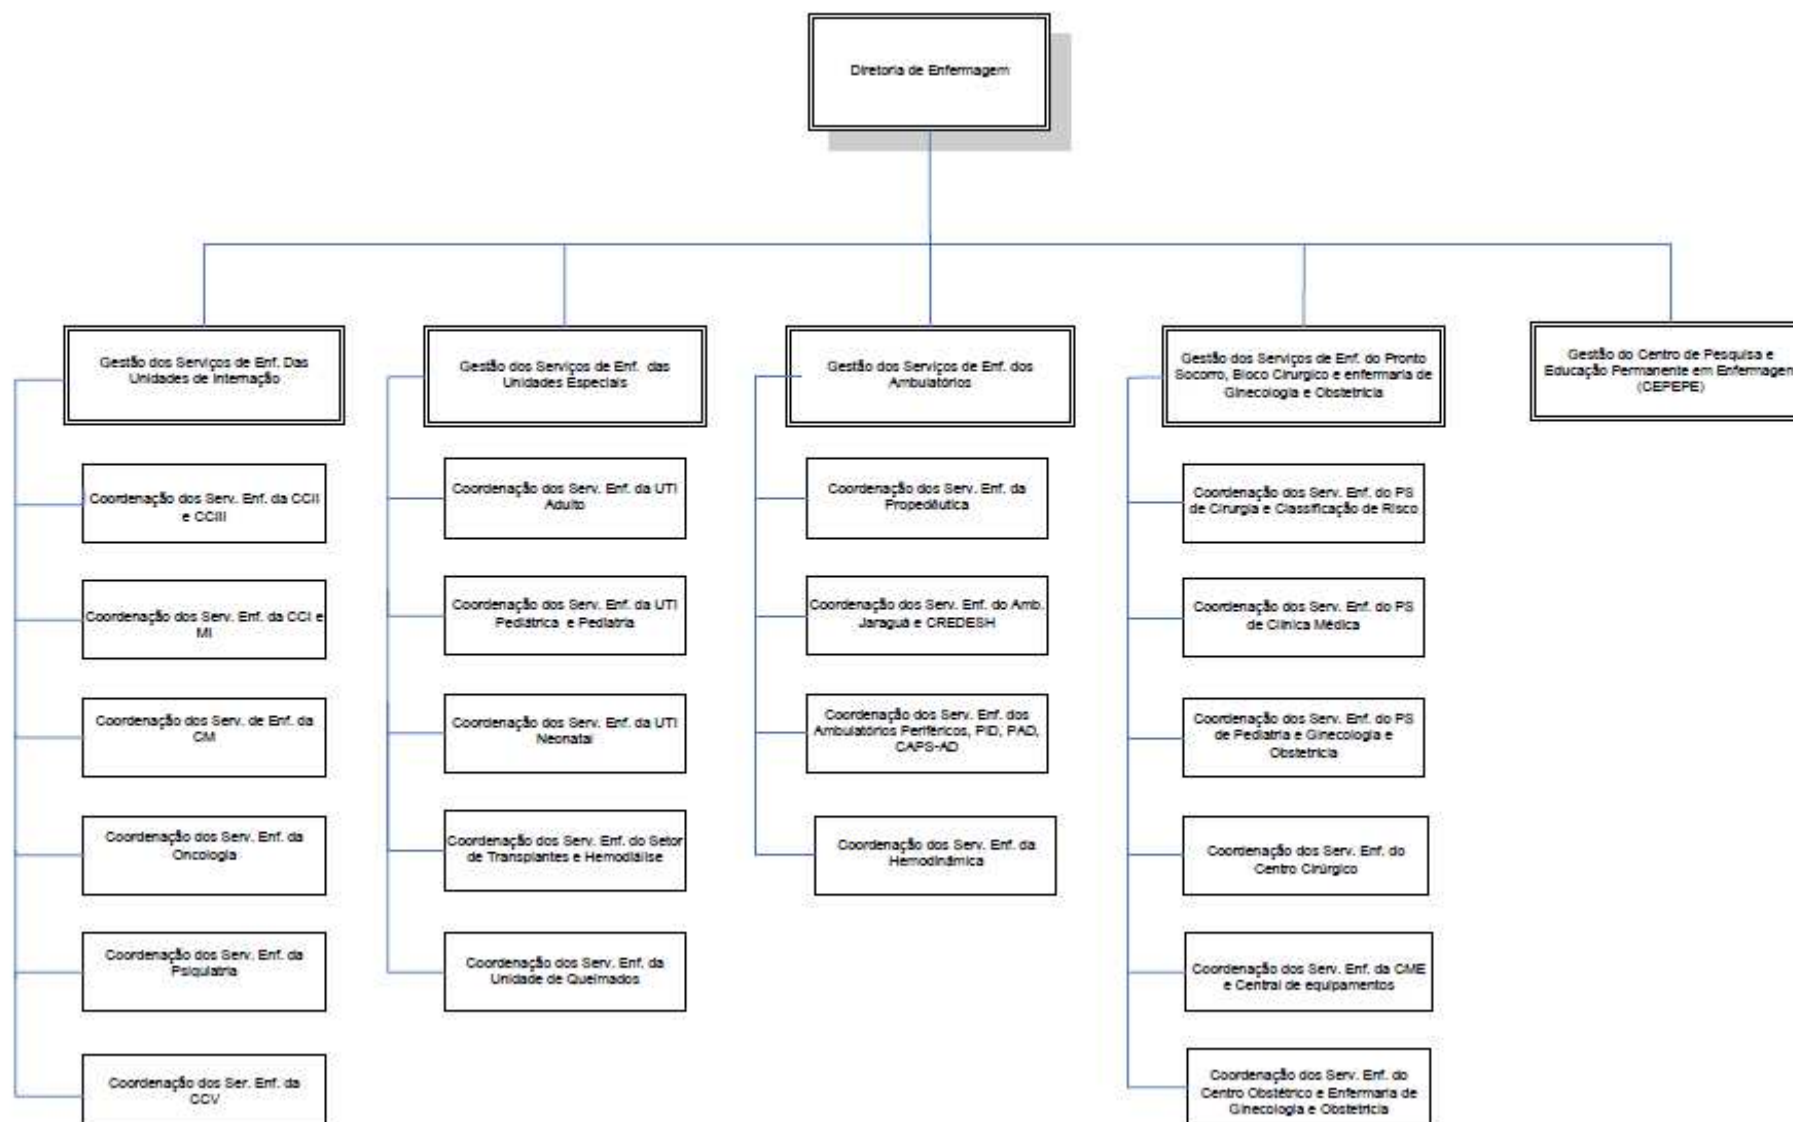 Diretoria de Enfermagem
Gestão dos Serviços de Enf. Das
Unidades de Internação
Gestão dos Serviços de Enf. das
Unidades Especiais
Gestão dos Serviços de Enf. dos
Ambulatórios
Gestão dos Serviços de Enf. do Pronto
Socorro, Bloco Cirurgico e enfermaria de
Ginecologia e Obstetrícia
Gestão do Centro de Pesquisa e
Educação Permanente em Enfermagem
(CEPEPE)
Coordenação dos Serv. Enf. da CCII
e CCIII
Coordenação dos Serv. Enf. da CCI e
MI
Coordenação dos Serv. de Enf. da
CM
Coordenação dos Serv. Enf. da
Oncologia
Coordenação dos Serv. Enf. da
Psiquiatria
Coordenação dos Ser. Enf. da
CCV
Coordenação dos Serv. Enf. da UTI
Adulto
Coordenação dos Serv. Enf. da UTI
Pediátrica e Pediatria
Coordenação dos Serv. Enf. da UTI
Neonatal
Coordenação dos Serv. Enf. do Setor
de Transplantes e Hemodiálise
Coordenação dos Serv. Enf. da
Unidade de Queimados
Coordenação dos Serv. Enf. da
Propedêutica
Coordenação dos Serv. Enf. do Amb.
Jaraguá e CREDESH
Coordenação dos Serv. Enf. dos
Ambulatórios Periféricos, PID, PAD,
CAPS-AD
Coordenação dos Serv. Enf. da
Hemodinâmica
Coordenação dos Serv. Enf. do PS
de Cirurgia e Classificação de Risco
Coordenação dos Serv. Enf. do PS
de Clínica Médica
Coordenação dos Serv. Enf. do PS
de Pediatria e Ginecologia e
Obstetrícia
Coordenação dos Serv. Enf. do
Centro Cirúrgico
Coordenação dos Serv. Enf. da CME
e Central de equipamentos
Coordenação dos Serv. Enf. do
Centro Obstétrico e Enfermaria de
Ginecologia e Obstetrícia